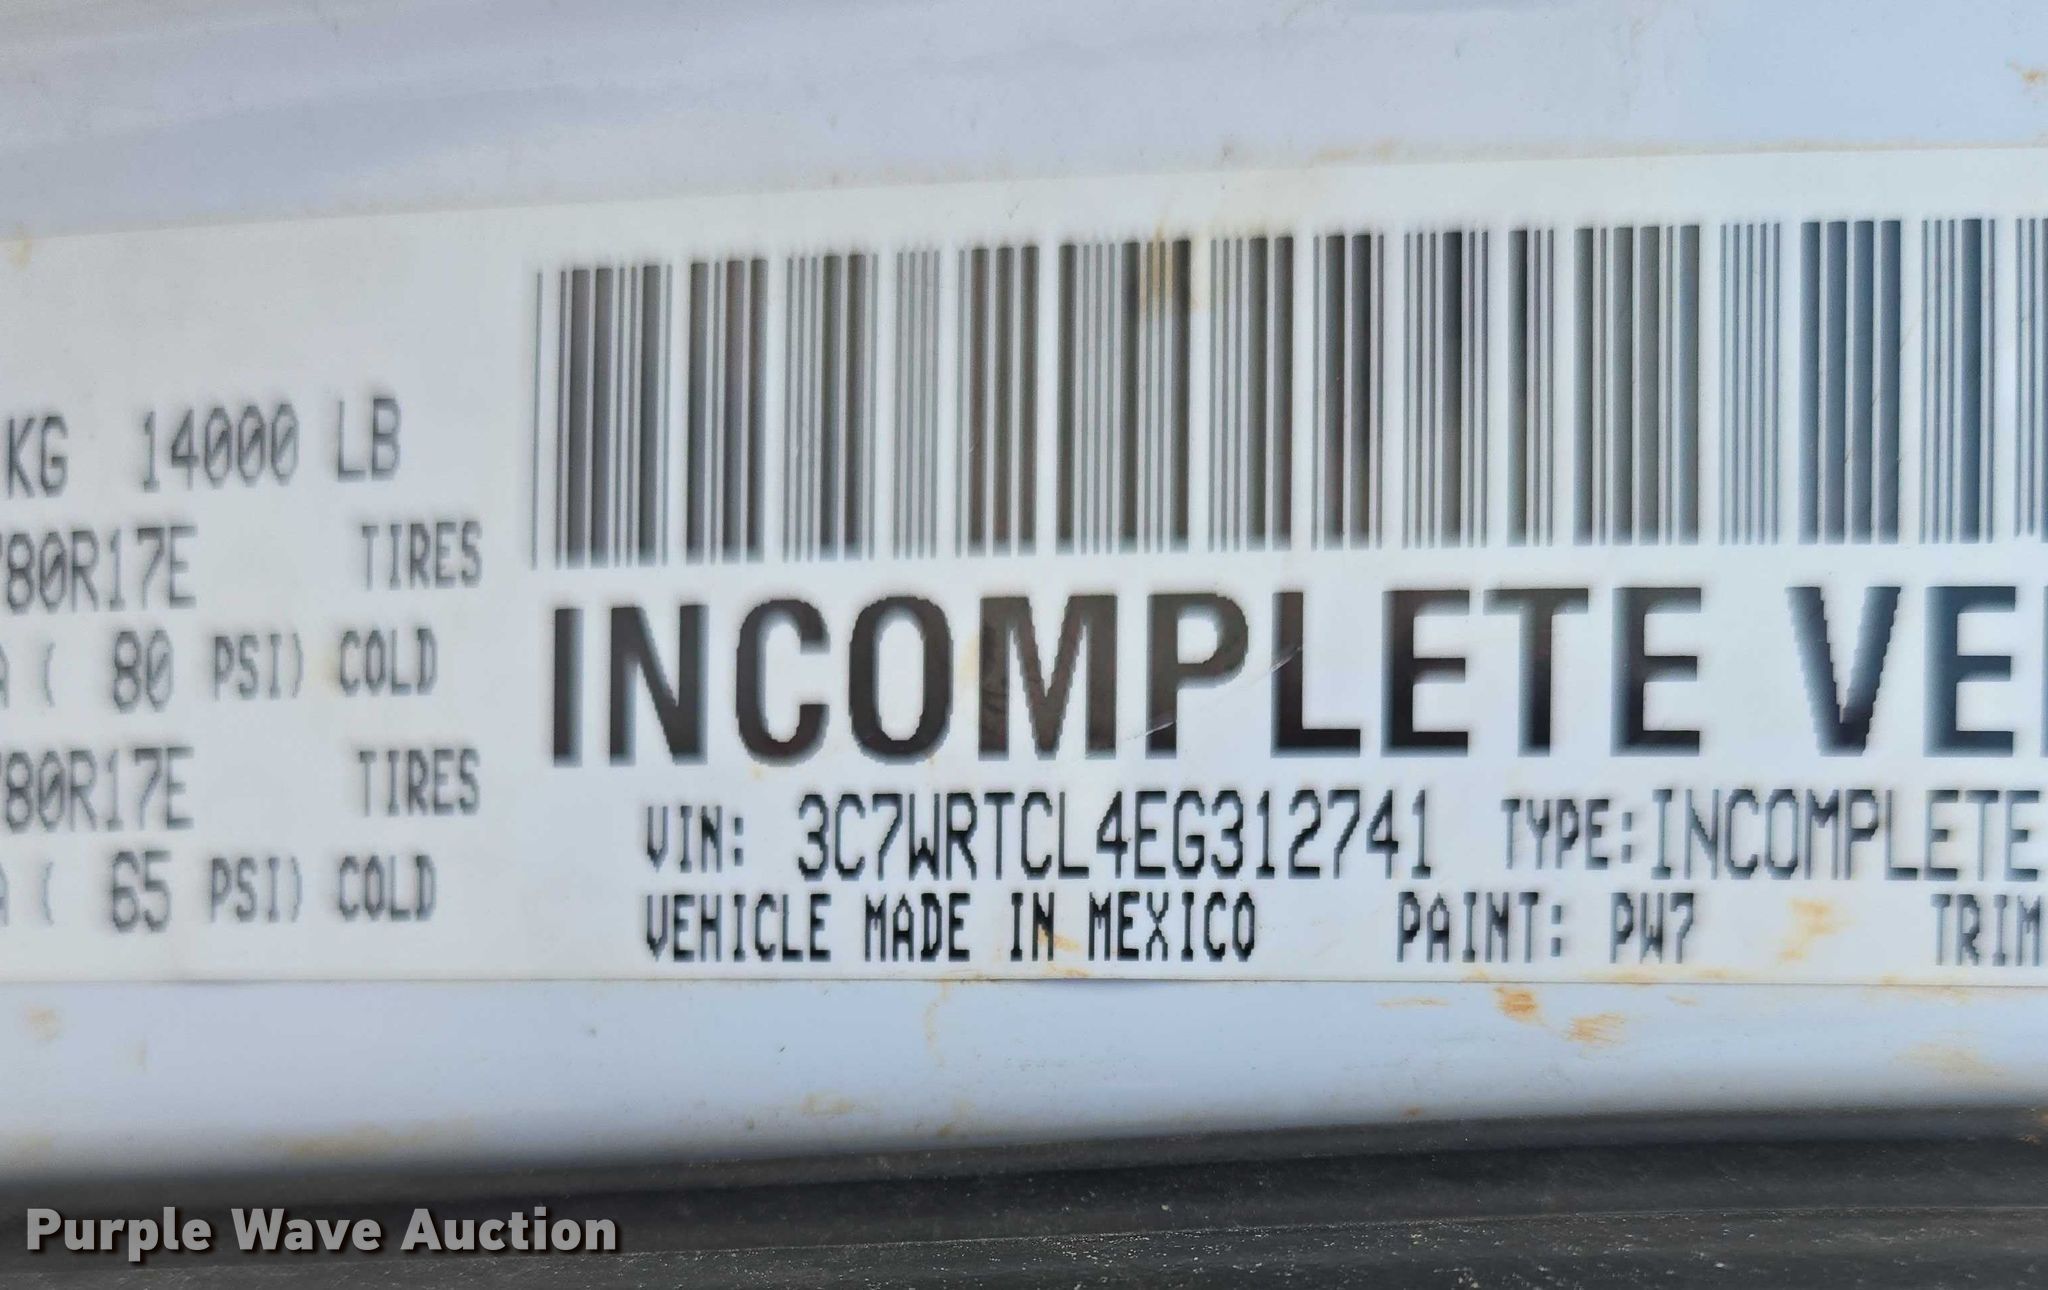 KG 14000 LB
80R17E TIRES
A ( 80 PSI) COLD
80R17E TIRES
A ( 65 PSI) COLD
INCOMPLETE VE
VIN: 3C7WRTCL4EG312741 TYPE: INCOMPLETE
VEHICLE MADE IN MEXICO PAINT: PW7 TRIM
Purple Wave Auction